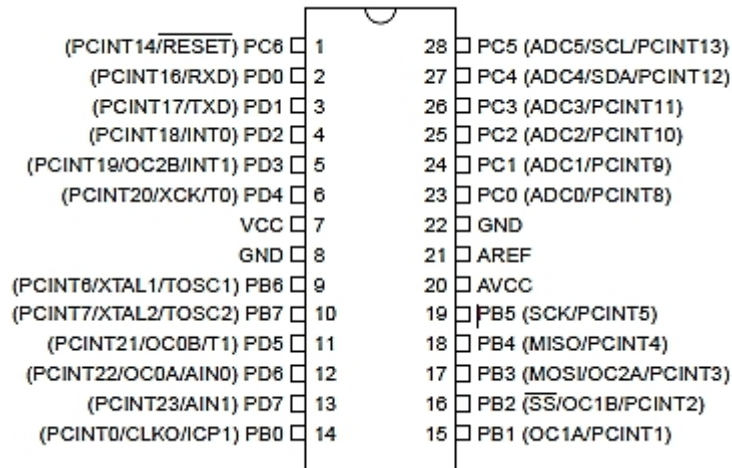 (PCINT14/RESET) PC6 1 28 PC5 (ADC5/SCL/PCINT13)
(PCINT16/RXD) PD0 2 27 PC4 (ADC4/SDA/PCINT12)
(PCINT17/TXD) PD1 3 26 PC3 (ADC3/PCINT11)
(PCINT18/INT0) PD2 4 25 PC2 (ADC2/PCINT10)
(PCINT19/OC2B/INT1) PD3 5 24 PC1 (ADC1/PCINT9)
(PCINT20/XCK/T0) PD4 6 23 PC0 (ADC0/PCINT8)
VCC 7 22 GND
GND 8 21 AREF
(PCINT6/XTAL1/TOSC1) PB6 9 20 AVCC
(PCINT7/XTAL2/TOSC2) PB7 10 19 PB5 (SCK/PCINT5)
(PCINT21/OC0B/T1) PD5 11 18 PB4 (MISO/PCINT4)
(PCINT22/OC0A/AIN0) PD6 12 17 PB3 (MOSI/OC2A/PCINT3)
(PCINT23/AIN1) PD7 13 16 PB2 (SS/OC1B/PCINT2)
(PCINT0/CLKO/ICP1) PB0 14 15 PB1 (OC1A/PCINT1)